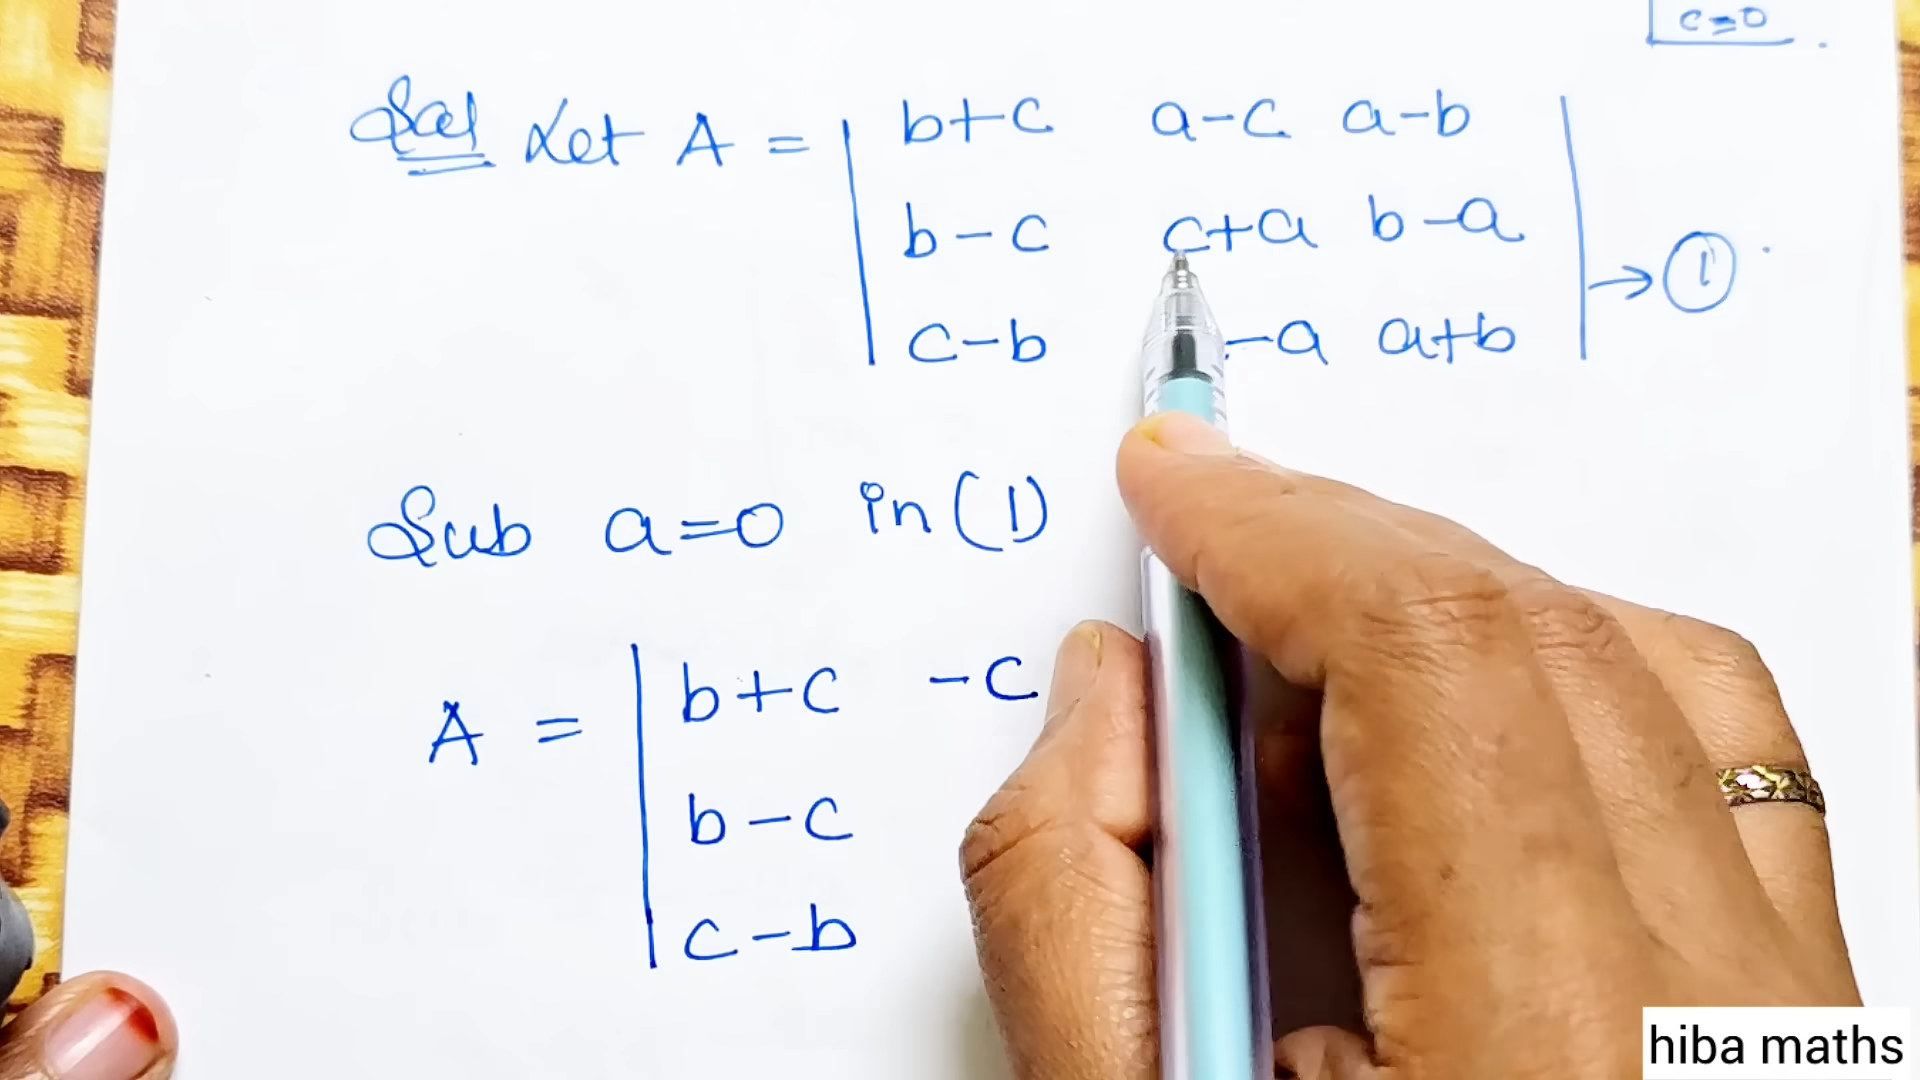 c=0
Sol Let A = | b+c a-c a-b |
b-c c+a b-a → ①
c-b -a a+b
Sub a=0 in (1)
A = | b+c -c
b-c
c-b
hiba maths